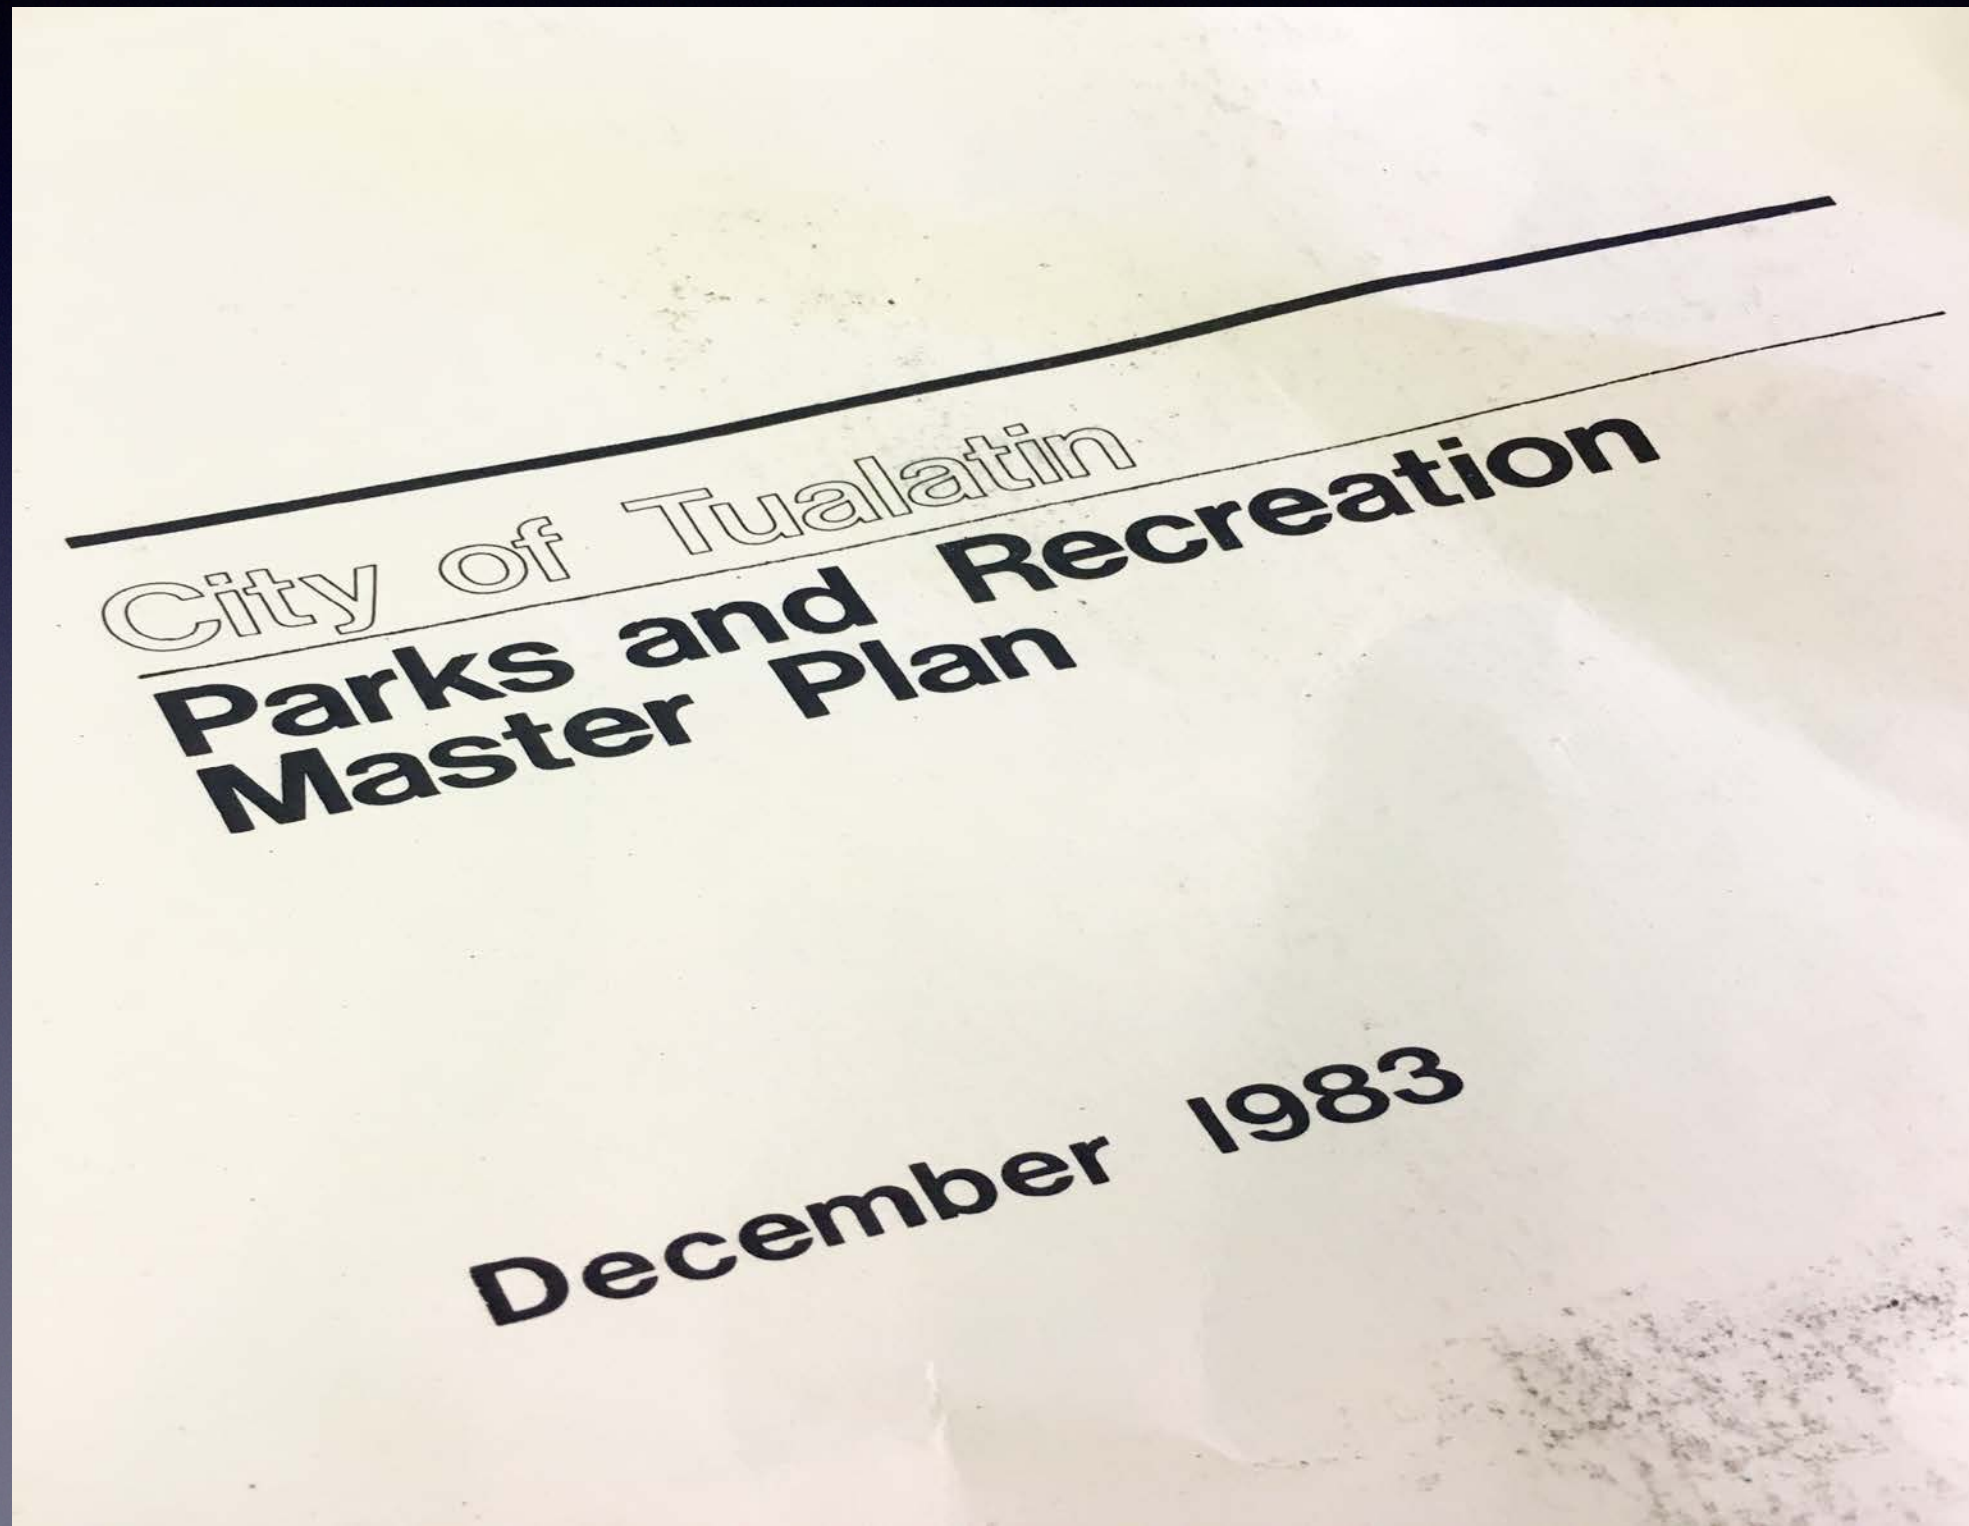 City of Tualatin
Parks and Recreation
Master Plan
December 1983